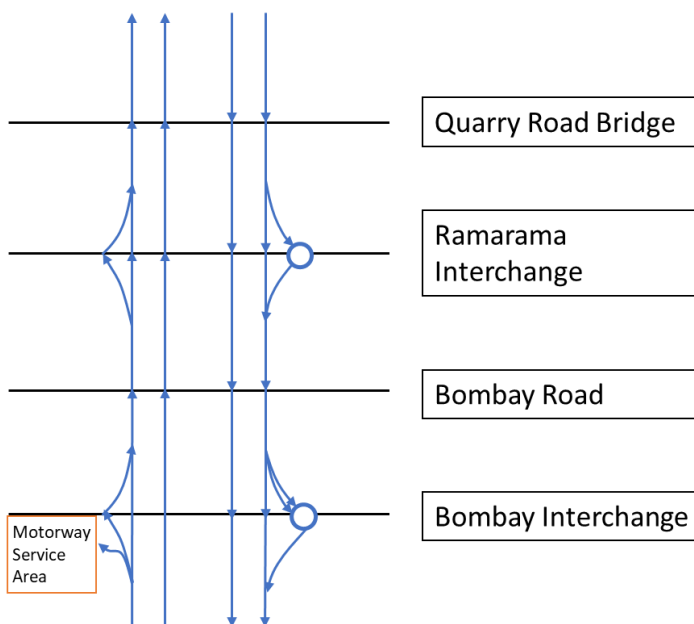 Quarry Road Bridge
Ramarama
Interchange
Bombay Road
Bombay Interchange
Motorway
Service
Area